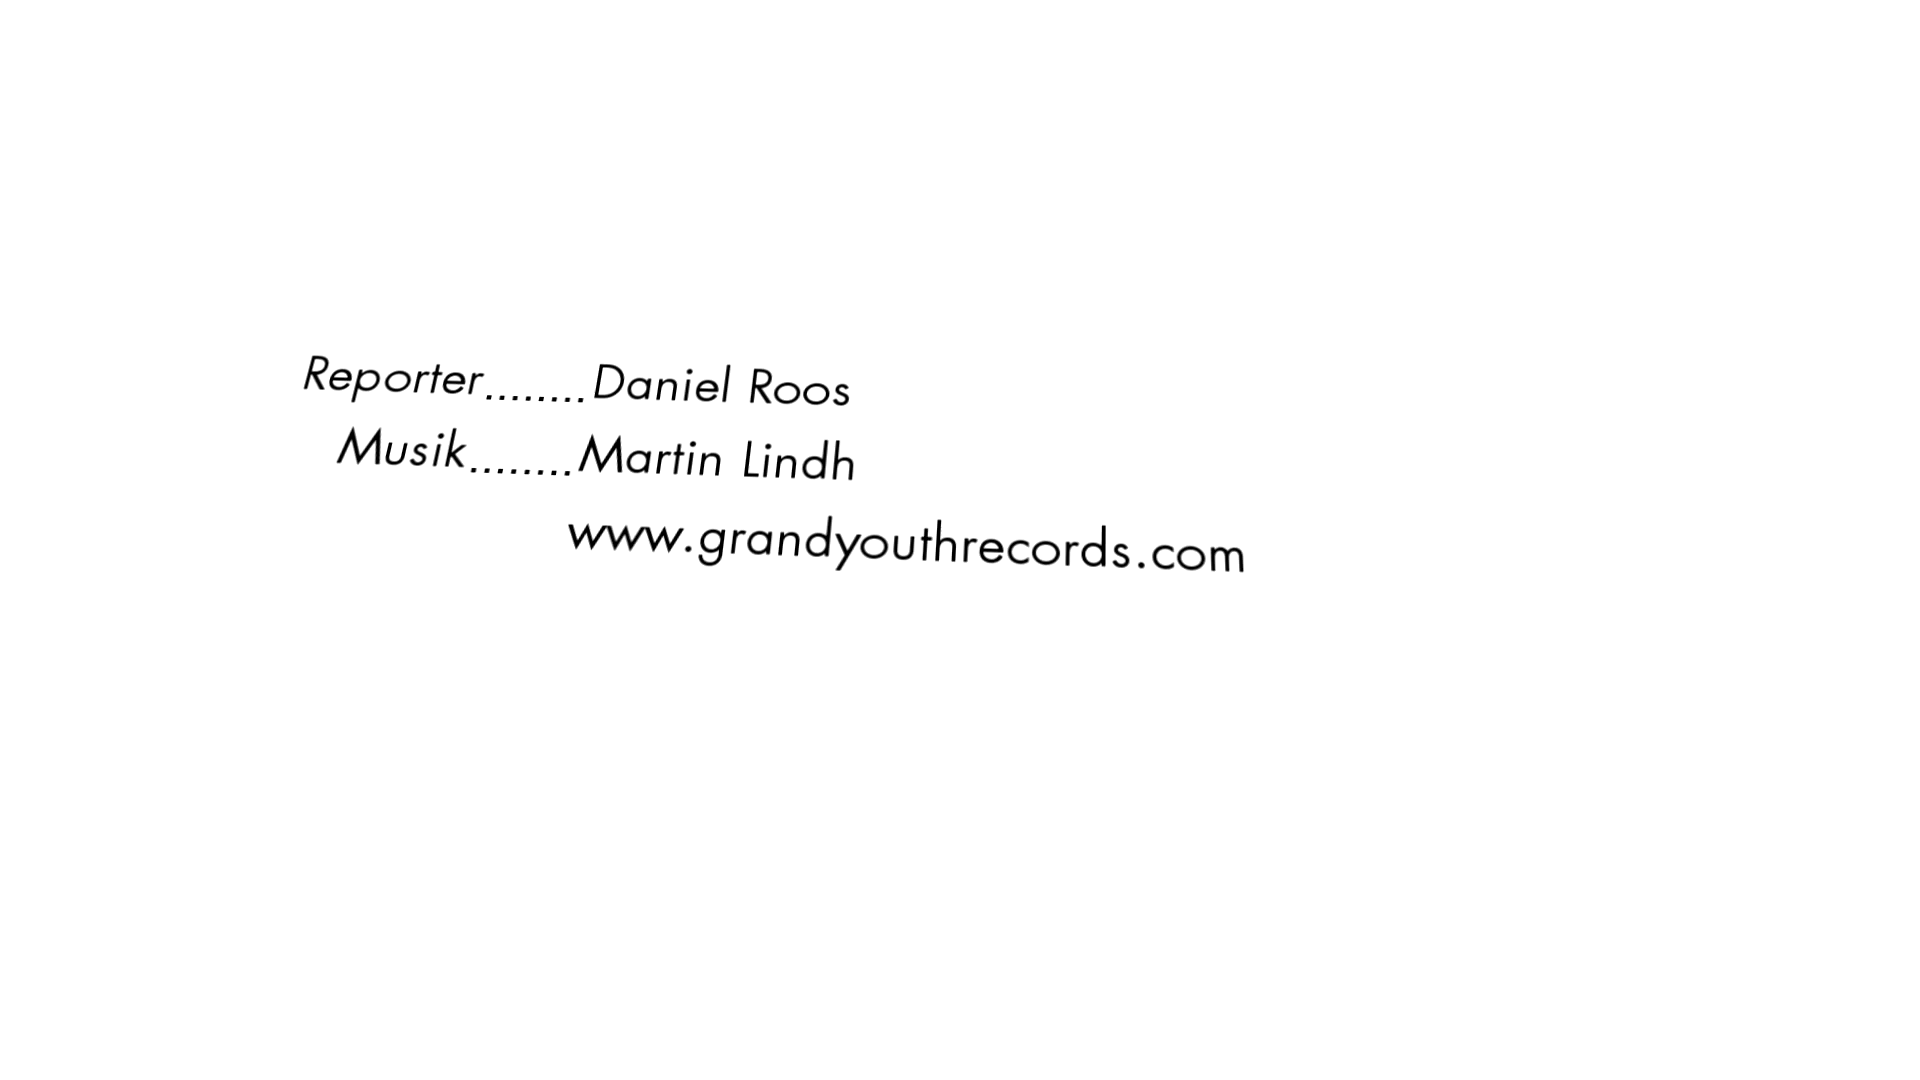 Reporter........Daniel Roos
Musik........Martin Lindh
www.grandyouthrecords.com